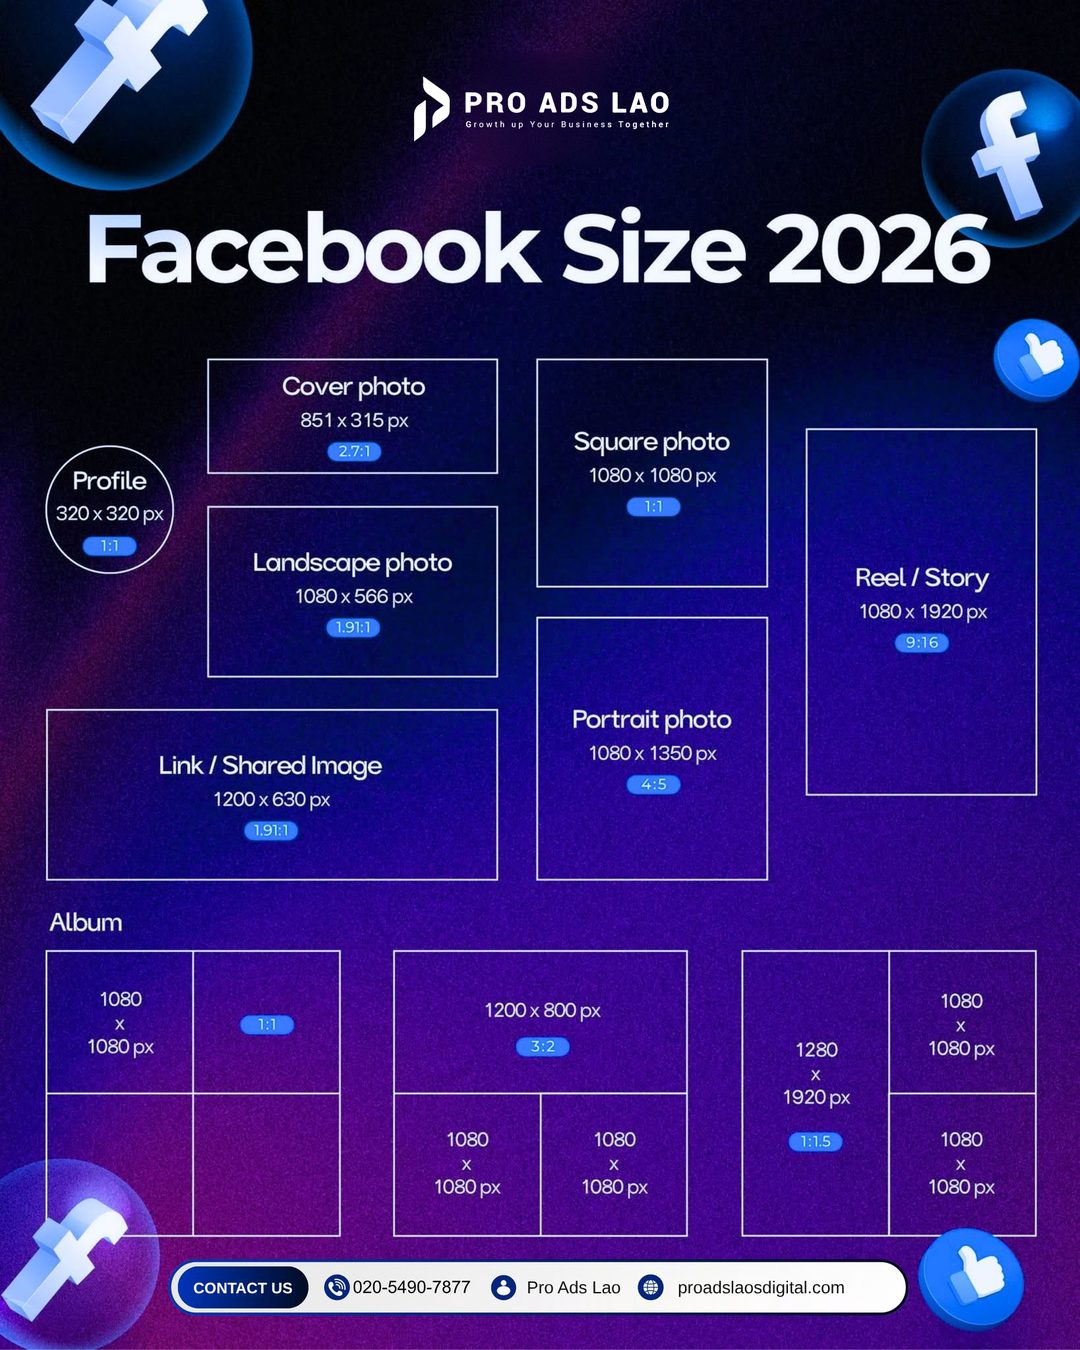 PRO ADS LAO
Growth up Your Business Together
Facebook Size 2026
Profile
320 x 320 px
1:1
Cover photo
851 x 315 px
2.7:1
Landscape photo
1080 x 566 px
1.91:1
Link / Shared Image
1200 x 630 px
1.91:1
Square photo
1080 x 1080 px
1:1
Portrait photo
1080 x 1350 px
4:5
Reel / Story
1080 x 1920 px
9:16
Album
1080
x
1080 px
1:1
1200 x 800 px
3:2
1080
x
1080 px
1080
x
1080 px
1280
x
1920 px
1:1.5
1080
x
1080 px
1080
x
1080 px
CONTACT US
020-5490-7877
Pro Ads Lao
proadslaosdigital.com